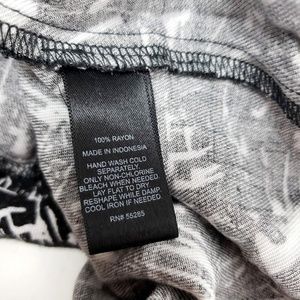 100% RAYON
MADE IN INDONESIA
HAND WASH COLD
SEPARATELY.
ONLY NON-CHLORINE
BLEACH WHEN NEEDED.
LAY FLAT TO DRY.
RESHAPE WHILE DAMP.
COOL IRON IF NEEDED.
RN# 55285